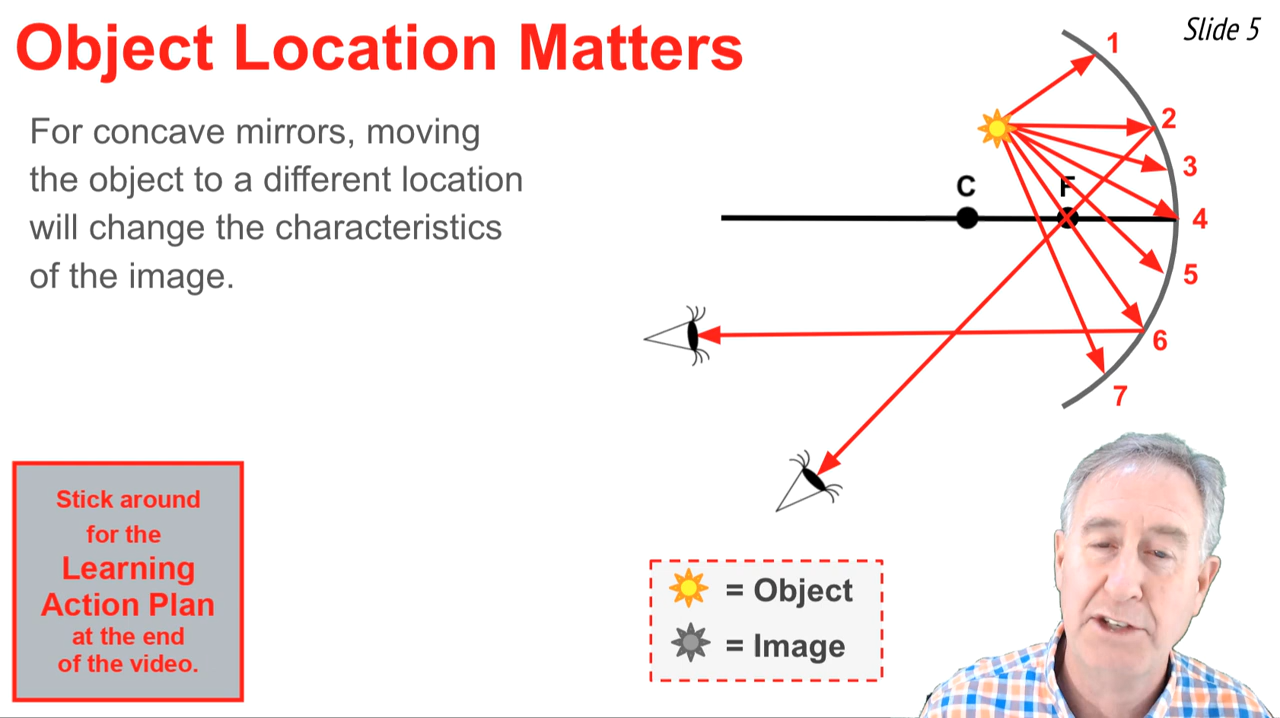 Object Location Matters
Slide 5
For concave mirrors, moving
the object to a different location
will change the characteristics
of the image.
1
2
3
C
F
4
5
6
7
Stick around
for the
Learning
Action Plan
at the end
of the video.
= Object
= Image